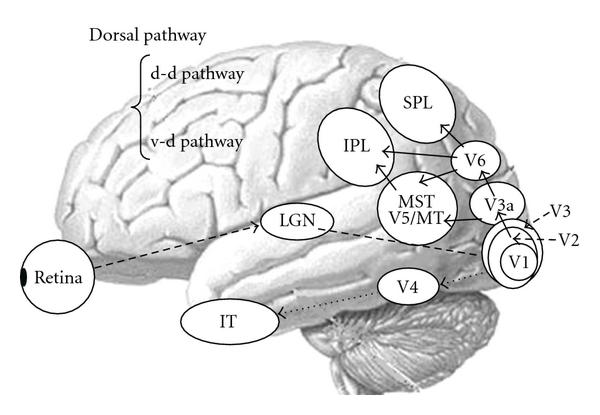 Dorsal pathway
d-d pathway
v-d pathway
SPL
IPL
V6
MST
V5/MT
V3a
V3
V2
V1
LGN
Retina
V4
IT